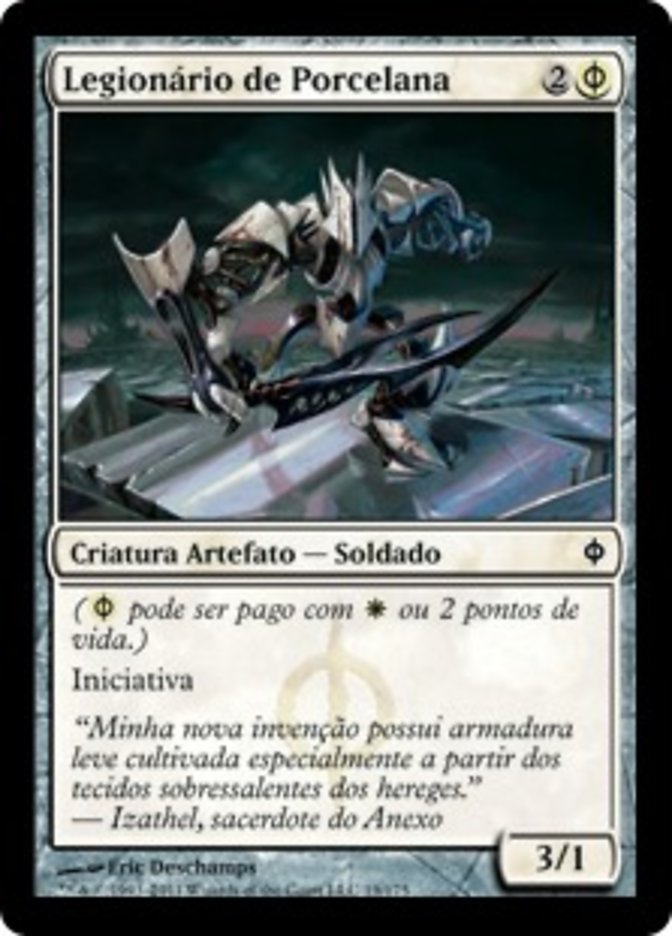 Legionário de Porcelana 2
Criatura Artefato — Soldado
( pode ser pago com ou 2 pontos de
vida.)
Iniciativa
“Minha nova invenção possui armadura
leve cultivada especialmente a partir dos
tecidos sobressalentes dos hereges.”
— Izathel, sacerdote do Anexo
3/1
Eric Deschamps